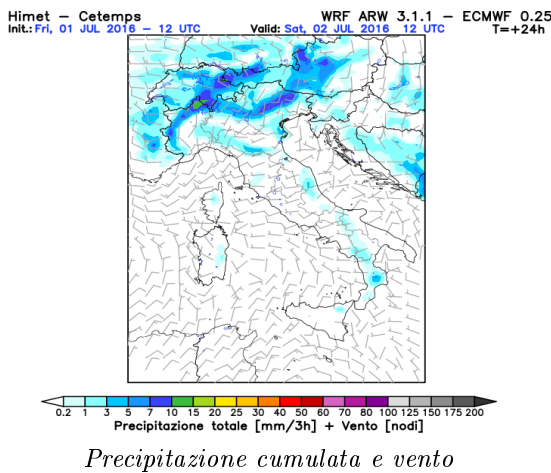 Himet – Cetemps WRF ARW 3.1.1 – ECMWF 0.25
Init.: Fri, 01 JUL 2016 – 12 UTC Valid: Sat, 02 JUL 2016 12 UTC T=+24h
0.2 1 3 5 7 10 15 20 25 30 40 50 60 70 80 100 125 150 175 200
Precipitazione totale [mm/3h] + Vento [nodi]
Precipitazione cumulata e vento